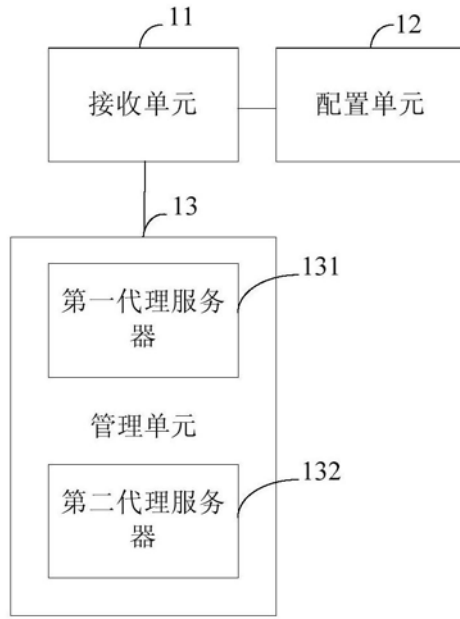 11
12
接收单元
配置单元
13
131
第一代理服务
器
管理单元
132
第二代理服务
器